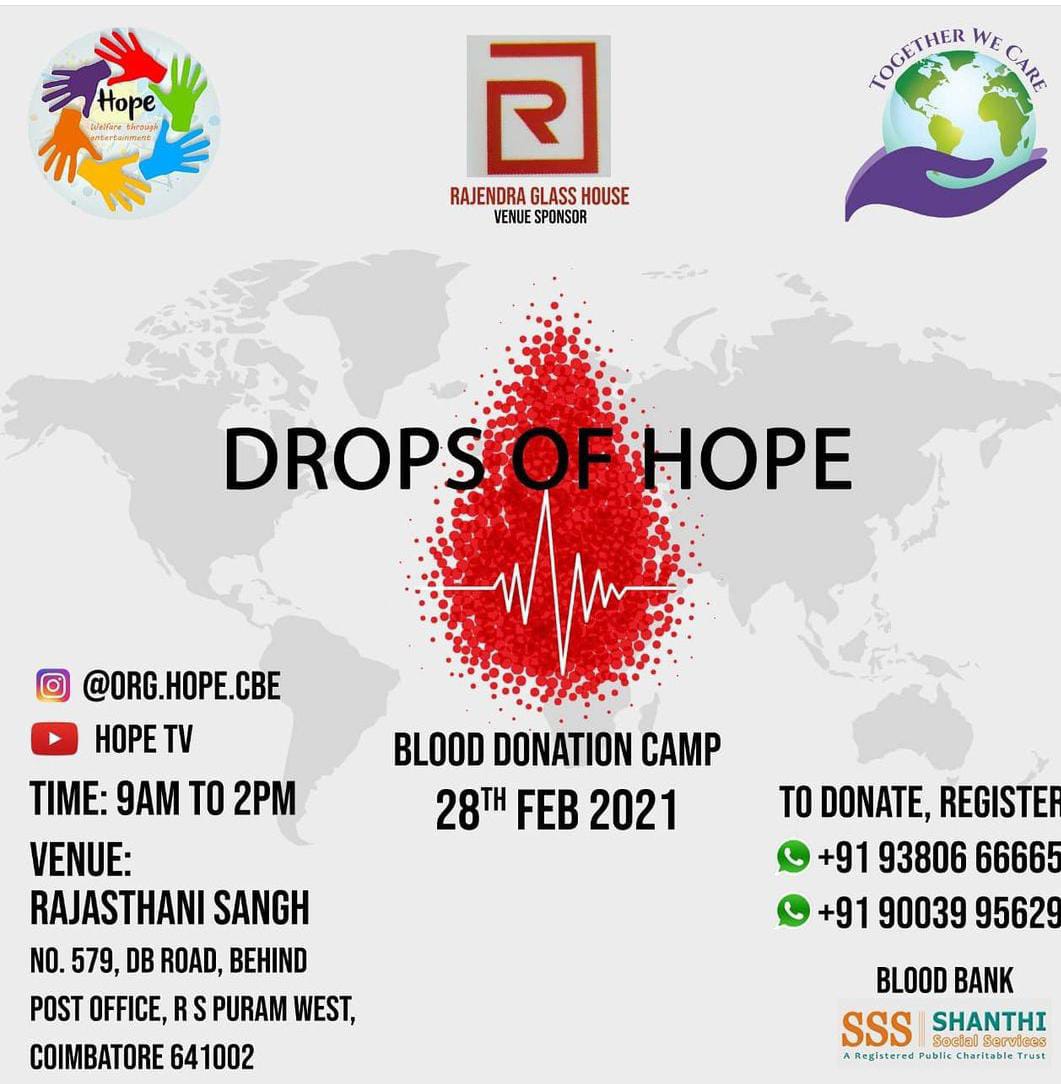 Hope
Welfare through
entertainment
R
RAJENDRA GLASS HOUSE
VENUE SPONSOR
TOGETHER WE CARE
DROPS OF HOPE
@ORG.HOPE.CBE
HOPE TV
TIME: 9AM TO 2PM
VENUE:
RAJASTHANI SANGH
NO. 579, DB ROAD, BEHIND
POST OFFICE, R S PURAM WEST,
COIMBATORE 641002
BLOOD DONATION CAMP
28TH FEB 2021
TO DONATE, REGISTER
+91 93806 66665
+91 90039 95629
BLOOD BANK
SSS SHANTHI
Social Services
A Registered Public Charitable Trust